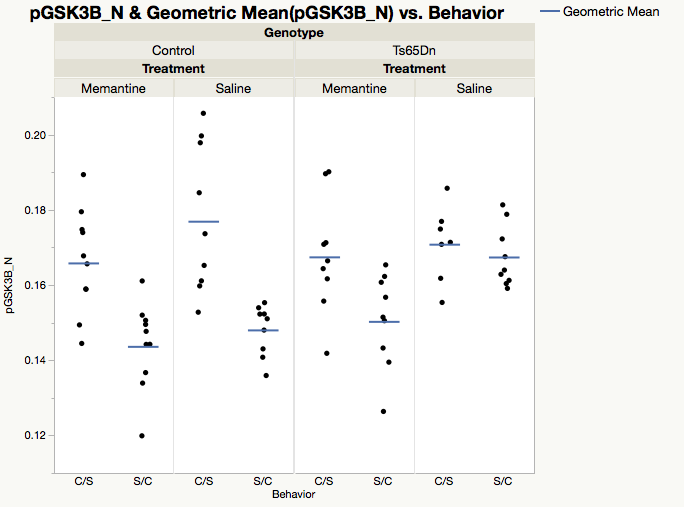 pGSK3B_N & Geometric Mean(pGSK3B_N) vs. Behavior
Geometric Mean
Genotype
Control Ts65Dn
Treatment Treatment
Memantine Saline Memantine Saline
0.20
0.18
0.16
0.14
0.12
pGSK3B_N
C/S S/C C/S S/C C/S S/C C/S S/C
Behavior